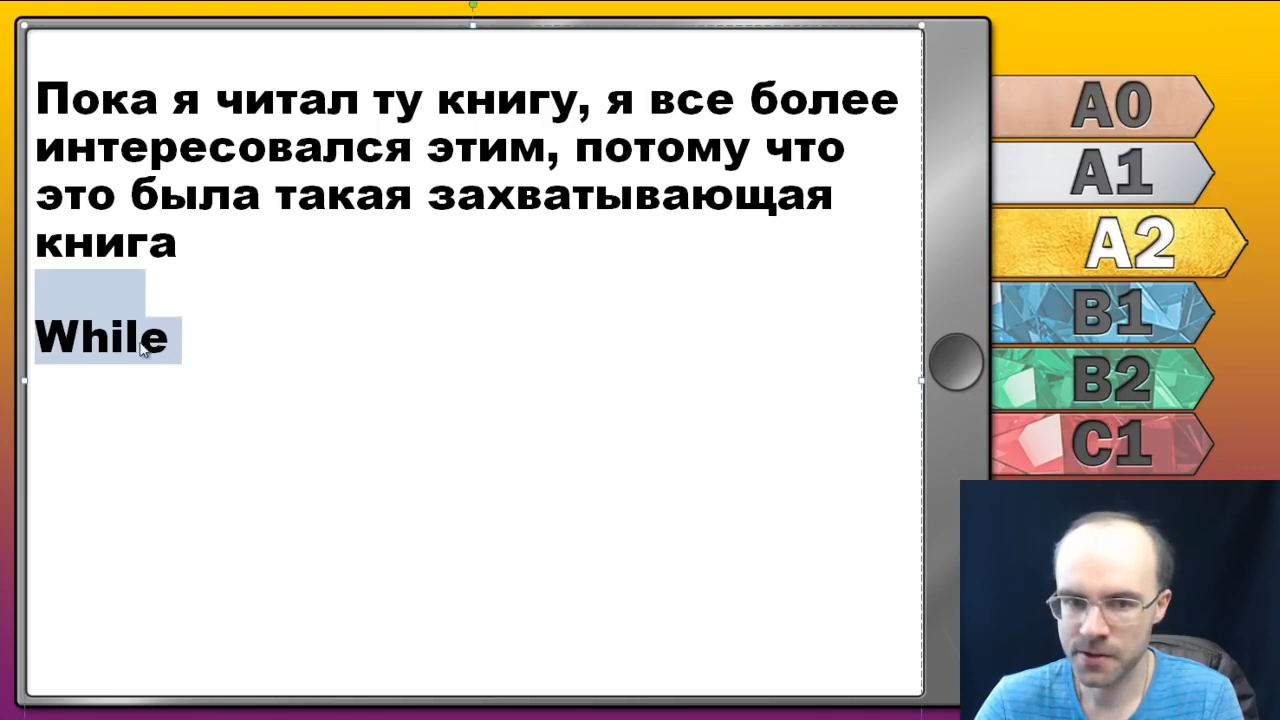 Пока я читал ту книгу, я все более
интересовался этим, потому что
это была такая захватывающая
книга
While
A0
A1
A2
B1
B2
C1